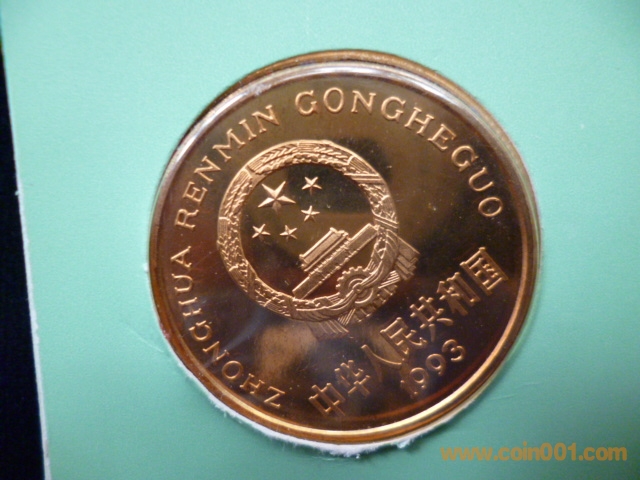 ZHONGHUA RENMIN GONGHEGUO
中华人民共和国
1993
www.coin001.com